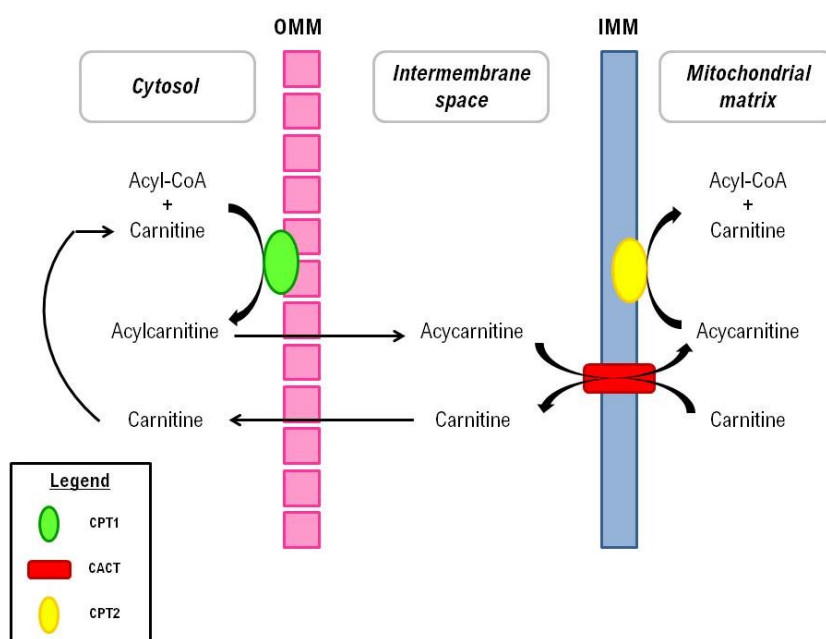 OMM
IMM
Cytosol
Intermembrane
space
Mitochondrial
matrix
Acyl-CoA
+
Carnitine
Acyl-CoA
+
Carnitine
Acylcarnitine
Acycarnitine
Acycarnitine
Carnitine
Carnitine
Carnitine
Legend
CPT1
CACT
CPT2